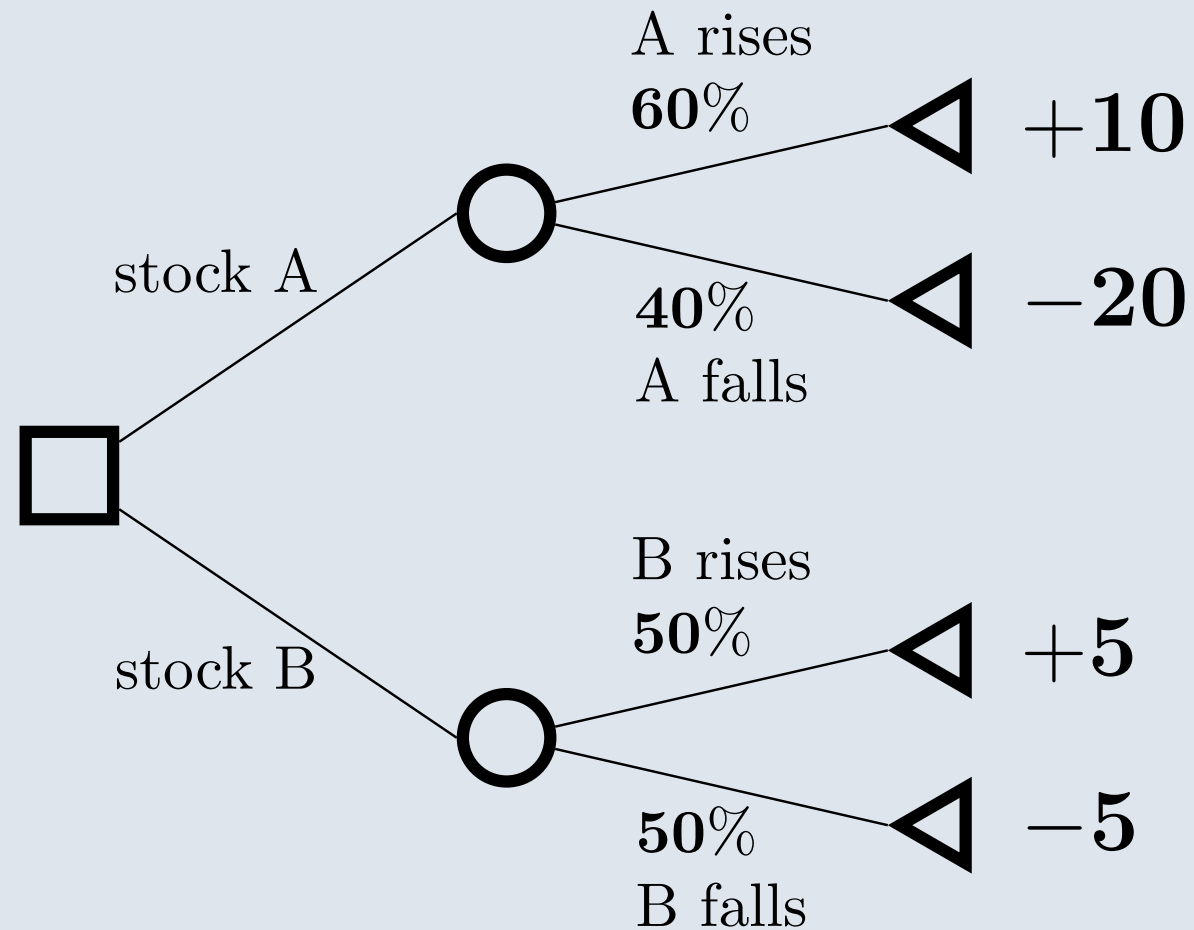 A rises
60%
+10
stock A
40%
−20
A falls
B rises
50%
+5
stock B
50%
−5
B falls